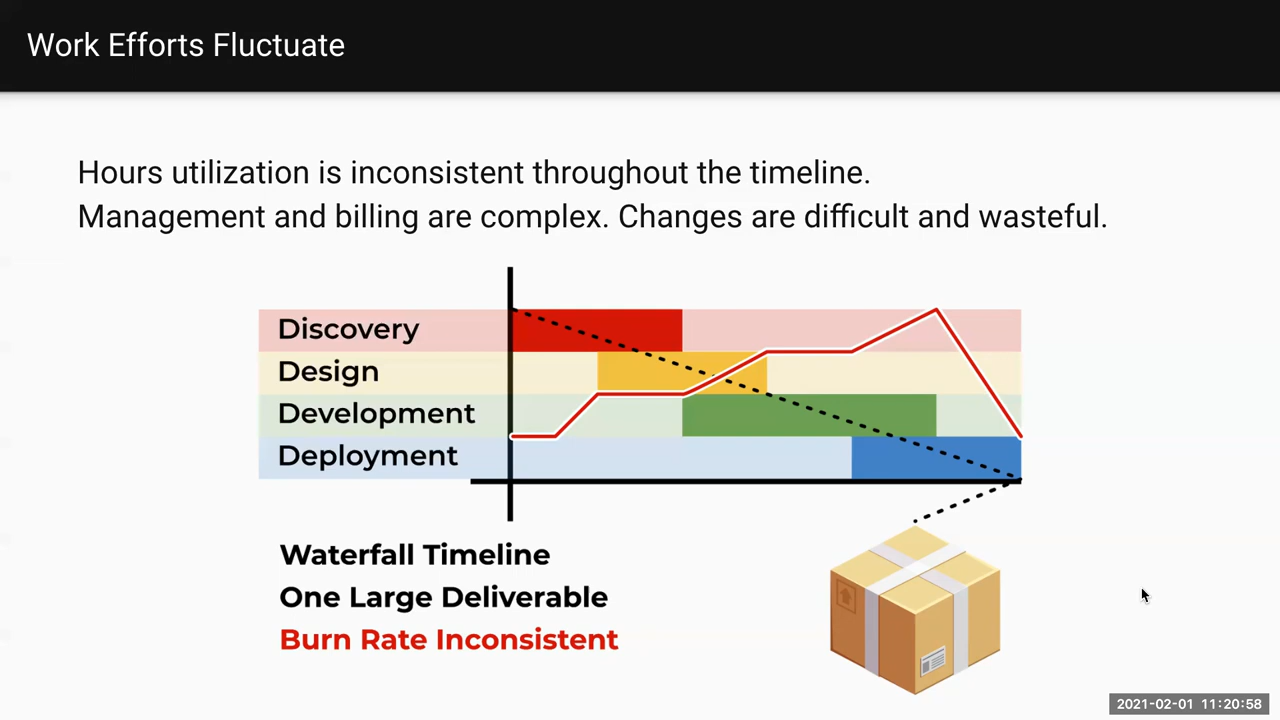 Work Efforts Fluctuate
Hours utilization is inconsistent throughout the timeline.
Management and billing are complex. Changes are difficult and wasteful.
Discovery
Design
Development
Deployment
Waterfall Timeline
One Large Deliverable
Burn Rate Inconsistent
2021-02-01 11:20:58